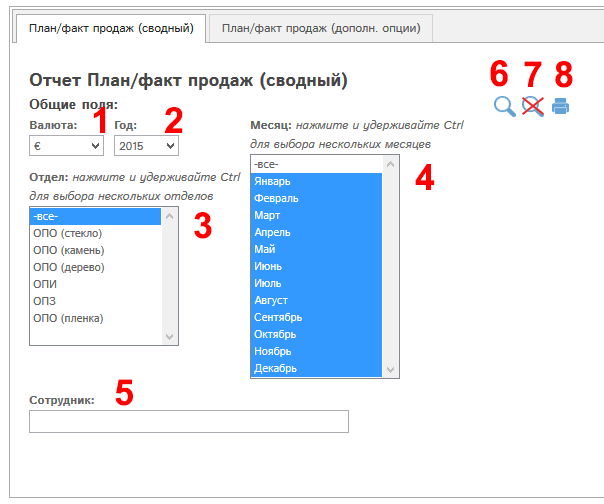 План/факт продаж (сводный) План/факт продаж (дополн. опции)
Отчет План/факт продаж (сводный)
6 7 8
Общие поля:
1 2
Валюта: Год:
€ 2015
Месяц: нажмите и удерживайте Ctrl
для выбора нескольких месяцев
4
-все-
Январь
Февраль
Март
Апрель
Май
Июнь
Июль
Август
Сентябрь
Октябрь
Ноябрь
Декабрь
Отдел: нажмите и удерживайте Ctrl
для выбора нескольких отделов
3
-все-
ОПО (стекло)
ОПО (камень)
ОПО (дерево)
ОПИ
ОПЗ
ОПО (пленка)
5
Сотрудник: